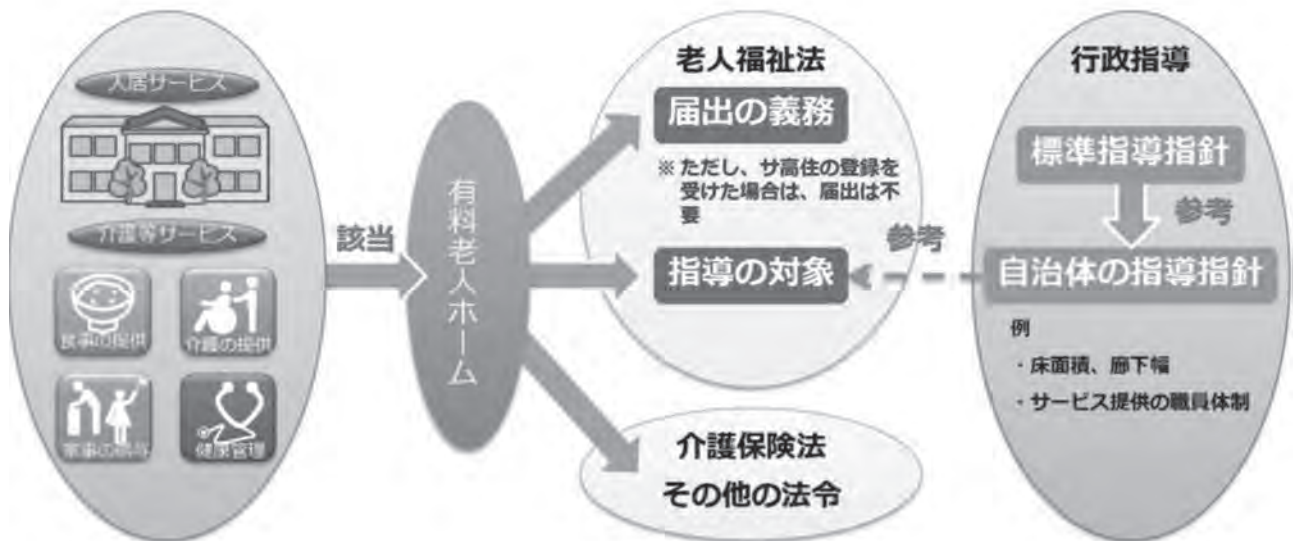 入居サービス
介護等サービス
食事の提供
介護の提供
家事の供与
健康管理
該当
有料老人ホーム
老人福祉法
届出の義務
※ ただし、サ高住の登録を
受けた場合は、届出は不
要
指導の対象
介護保険法
その他の法令
参考
行政指導
標準指導指針
参考
自治体の指導指針
例
・床面積、廊下幅
・サービス提供の職員体制